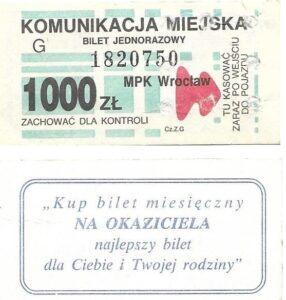 KOMUNIKACJA MIEJSKA
G
BILET JEDNORAZOWY
1820750
MPK Wrocław
1000 ZŁ
ZACHOWAĆ DLA KONTROLI
Cz.Z.G
TU KASOWAĆ
ZARAZ PO WEJŚCIU
DO POJAZDU
„Kup bilet miesięczny
NA OKAZICIELA
najlepszy bilet
dla Ciebie i Twojej rodziny"